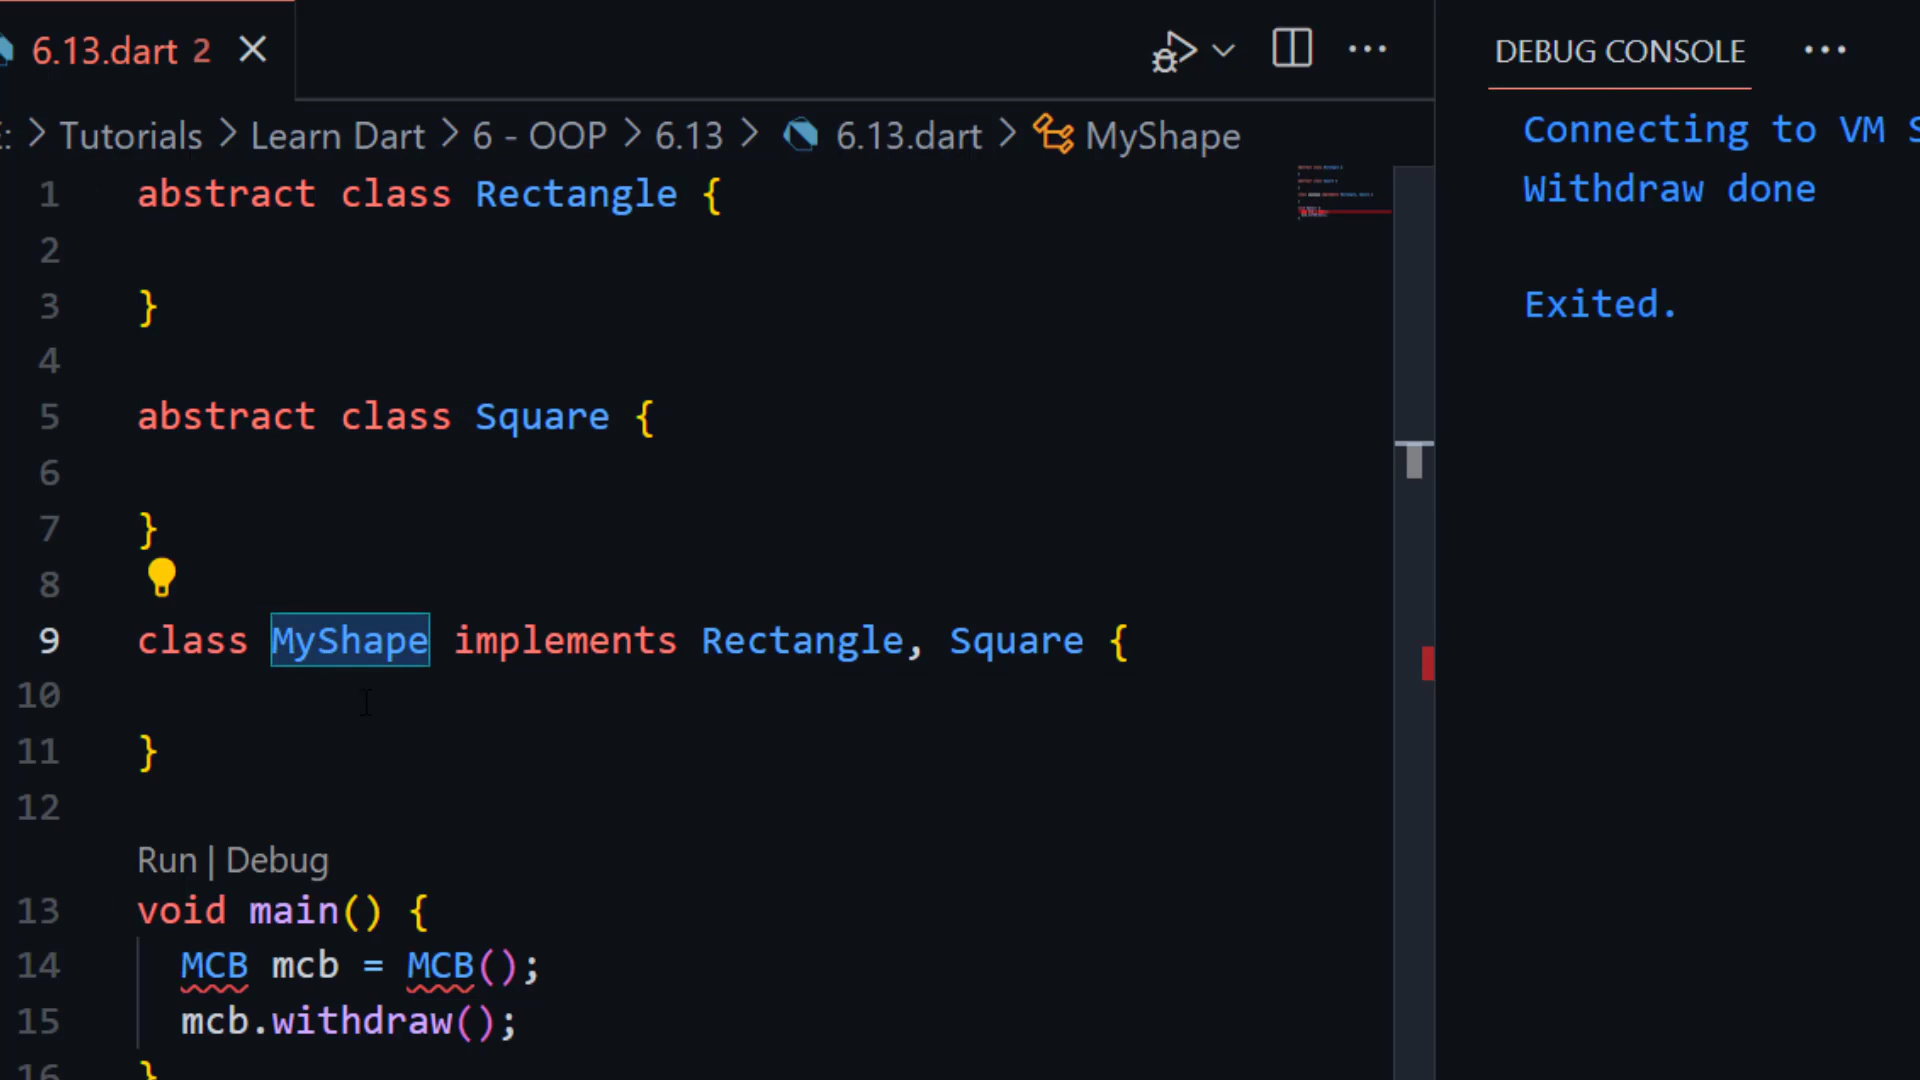 6.13.dart 2
DEBUG CONSOLE
Tutorials > Learn Dart > 6 - OOP > 6.13 > 6.13.dart > MyShape
Connecting to VM S
Withdraw done
Exited.
1 abstract class Rectangle {
2
3 }
4
5 abstract class Square {
6
7 }
8
9 class MyShape implements Rectangle, Square {
10
11 }
12
Run | Debug
13 void main() {
14 MCB mcb = MCB();
15 mcb.withdraw();
16 }